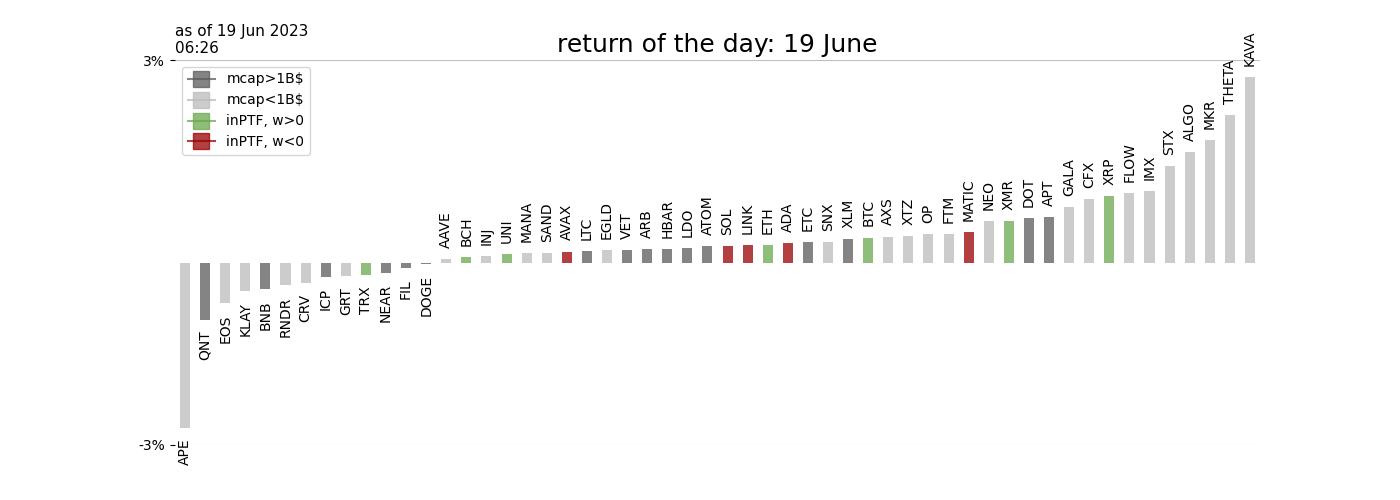 as of 19 Jun 2023
06:26
return of the day: 19 June
3%
-3%
mcap>1B$
mcap<1B$
inPTF, w>0
inPTF, w<0
APE
QNT
EOS
KLAY
BNB
RNDR
CRV
ICP
GRT
TRX
NEAR
FIL
DOGE
AAVE
BCH
INJ
UNI
MANA
SAND
AVAX
LTC
EGLD
VET
ARB
HBAR
LDO
ATOM
SOL
LINK
ETH
ADA
ETC
SNX
XLM
BTC
AXS
XTZ
OP
FTM
MATIC
NEO
XMR
DOT
APT
GALA
CFX
XRP
FLOW
IMX
STX
ALGO
MKR
THETA
KAVA